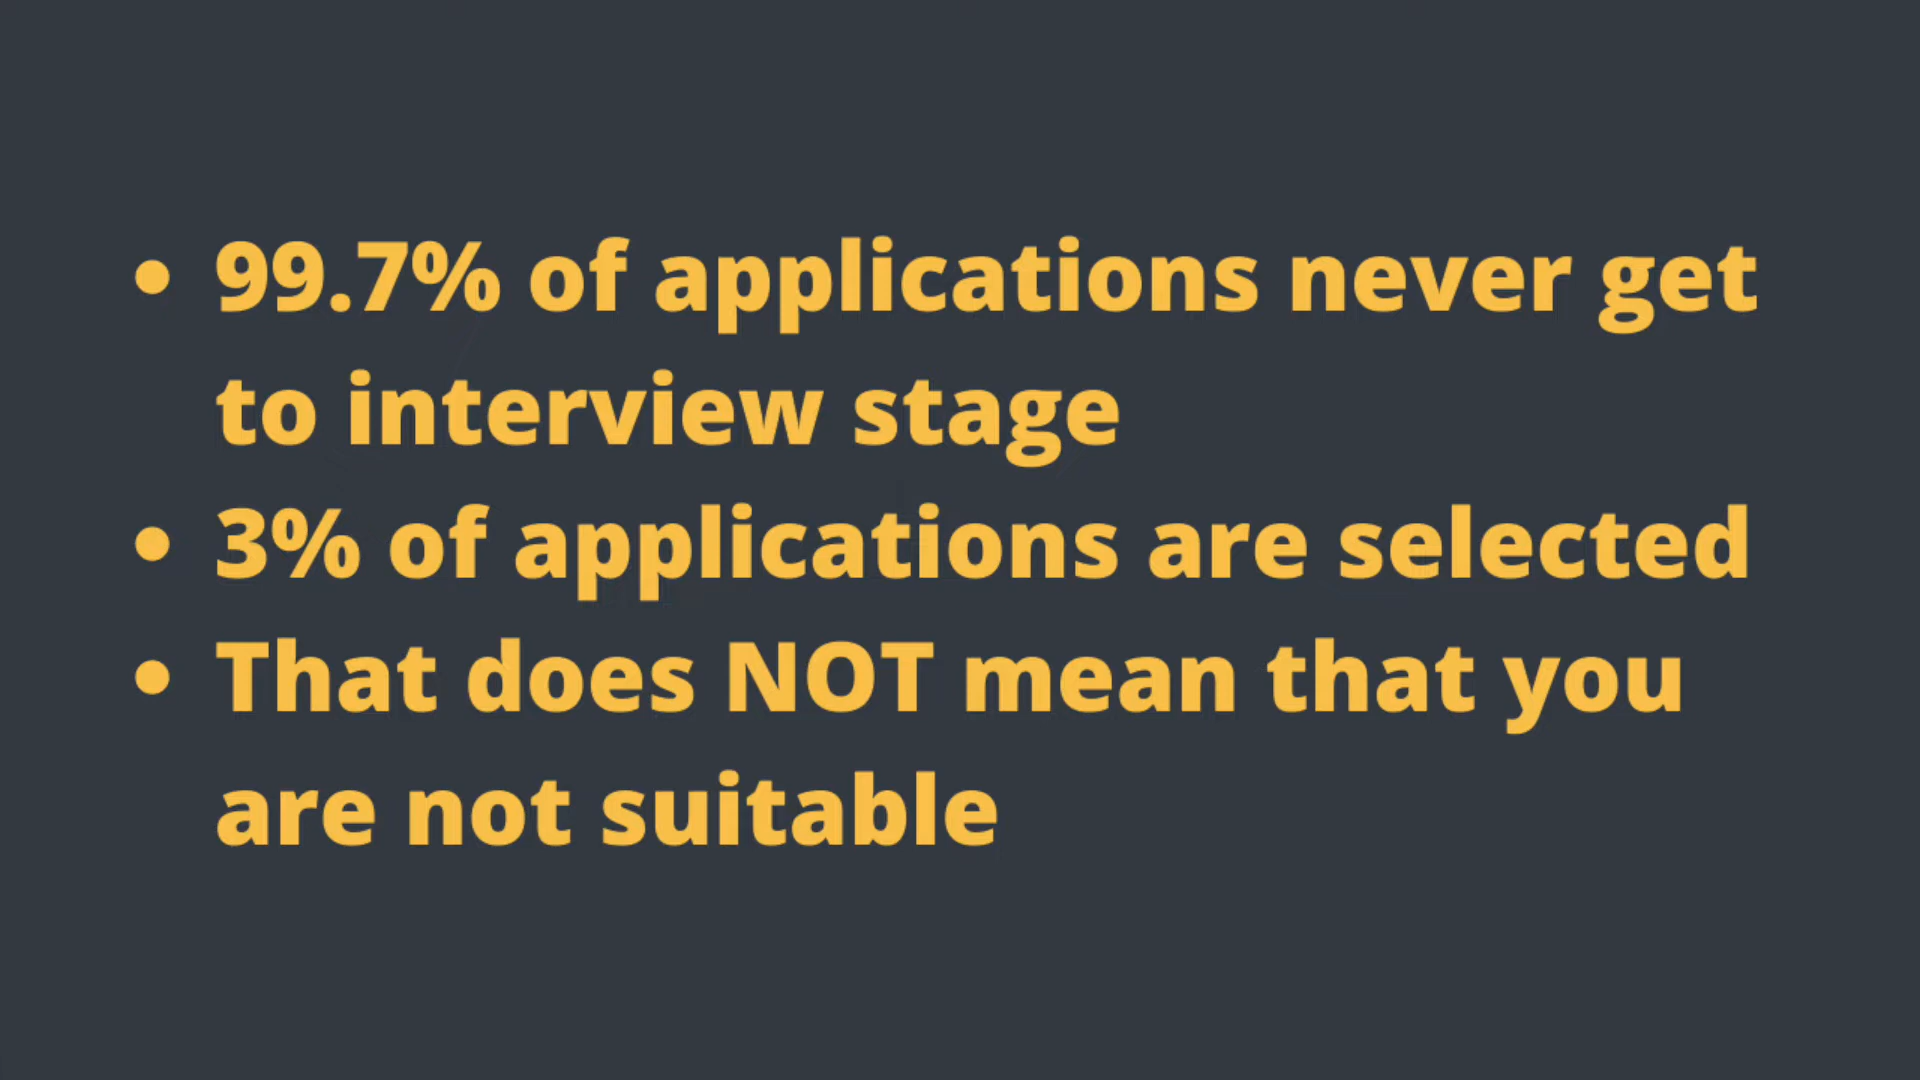 • 99.7% of applications never get
to interview stage
• 3% of applications are selected
• That does NOT mean that you
are not suitable